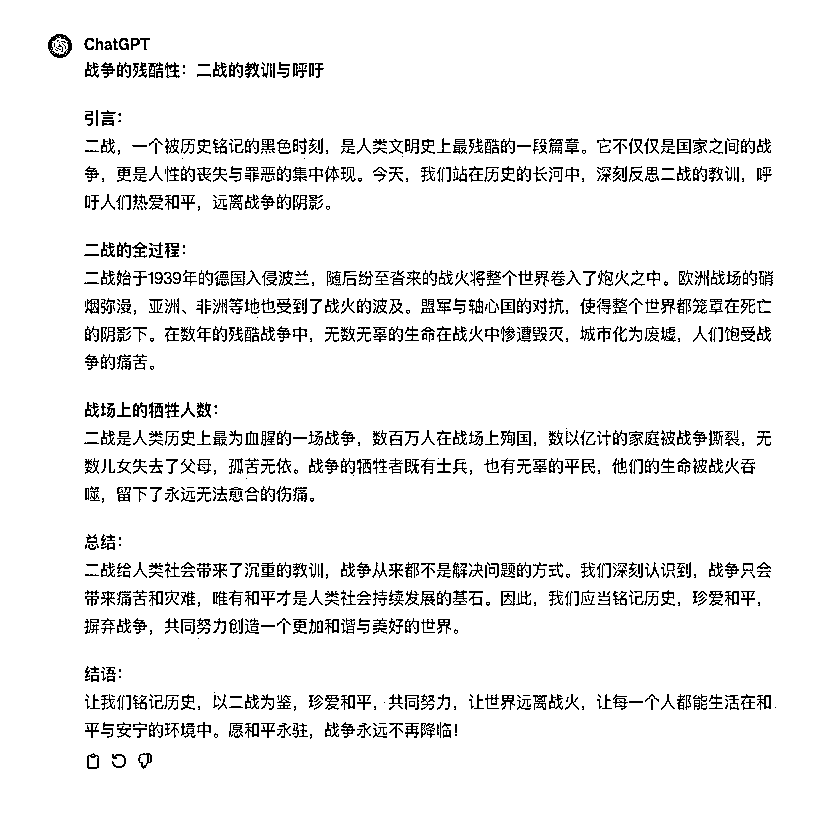 ChatGPT
战争的残酷性：二战的教训与呼吁
引言：
二战，一个被历史铭记的黑色时刻，是人类文明史上最残酷的一段篇章。它不仅仅是国家之间的战
争，更是人性的丧失与罪恶的集中体现。今天，我们站在历史的长河中，深刻反思二战的教训，呼
吁人们热爱和平，远离战争的阴影。
二战的全过程：
二战始于1939年的德国入侵波兰，随后纷至沓来的战火将整个世界卷入了炮火之中。欧洲战场的硝
烟弥漫，亚洲、非洲等地也受到了战火的波及。盟军与轴心国的对抗，使得整个世界都笼罩在死亡
的阴影下。在数年的残酷战争中，无数无辜的生命在战火中惨遭毁灭，城市化为废墟，人们饱受战
争的痛苦。
战场上的牺牲人数：
二战是人类历史上最为血腥的一场战争，数百万人在战场上殉国，数以亿计的家庭被战争撕裂，无
数儿女失去了父母，孤苦无依。战争的牺牲者既有士兵，也有无辜的平民，他们的生命被战火吞
噬，留下了永远无法愈合的伤痛。
总结：
二战给人类社会带来了沉重的教训，战争从来都不是解决问题的方式。我们深刻认识到，战争只会
带来痛苦和灾难，唯有和平才是人类社会持续发展的基石。因此，我们应当铭记历史，珍爱和平，
摒弃战争，共同努力创造一个更加和谐与美好的世界。
结语：
让我们铭记历史，以二战为鉴，珍爱和平，共同努力，让世界远离战火，让每一个人都能生活在和
平与安宁的环境中。愿和平永驻，战争永远不再降临！